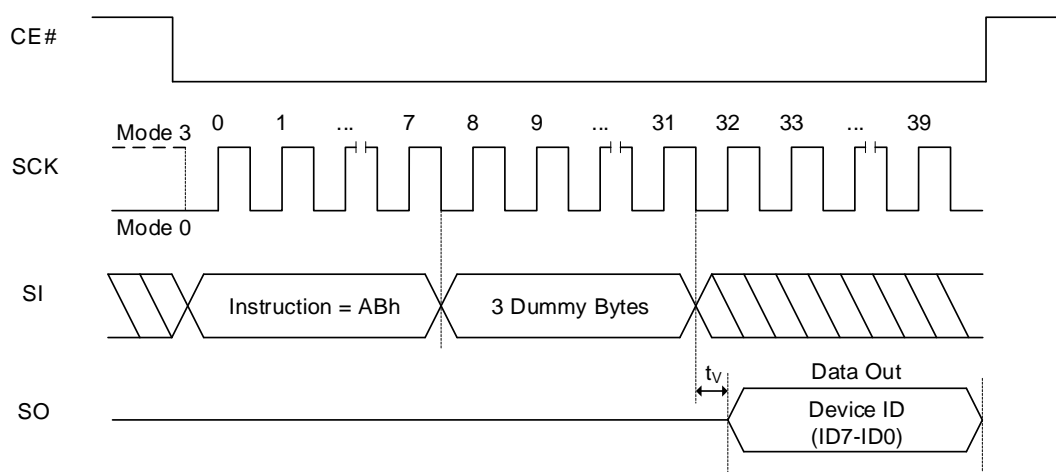 CE#
Mode 3 0 1 ... 7 8 9 ... 31 32 33 ... 39
SCK
Mode 0
SI
Instruction = ABh 3 Dummy Bytes
tV Data Out
SO
Device ID
(ID7-ID0)